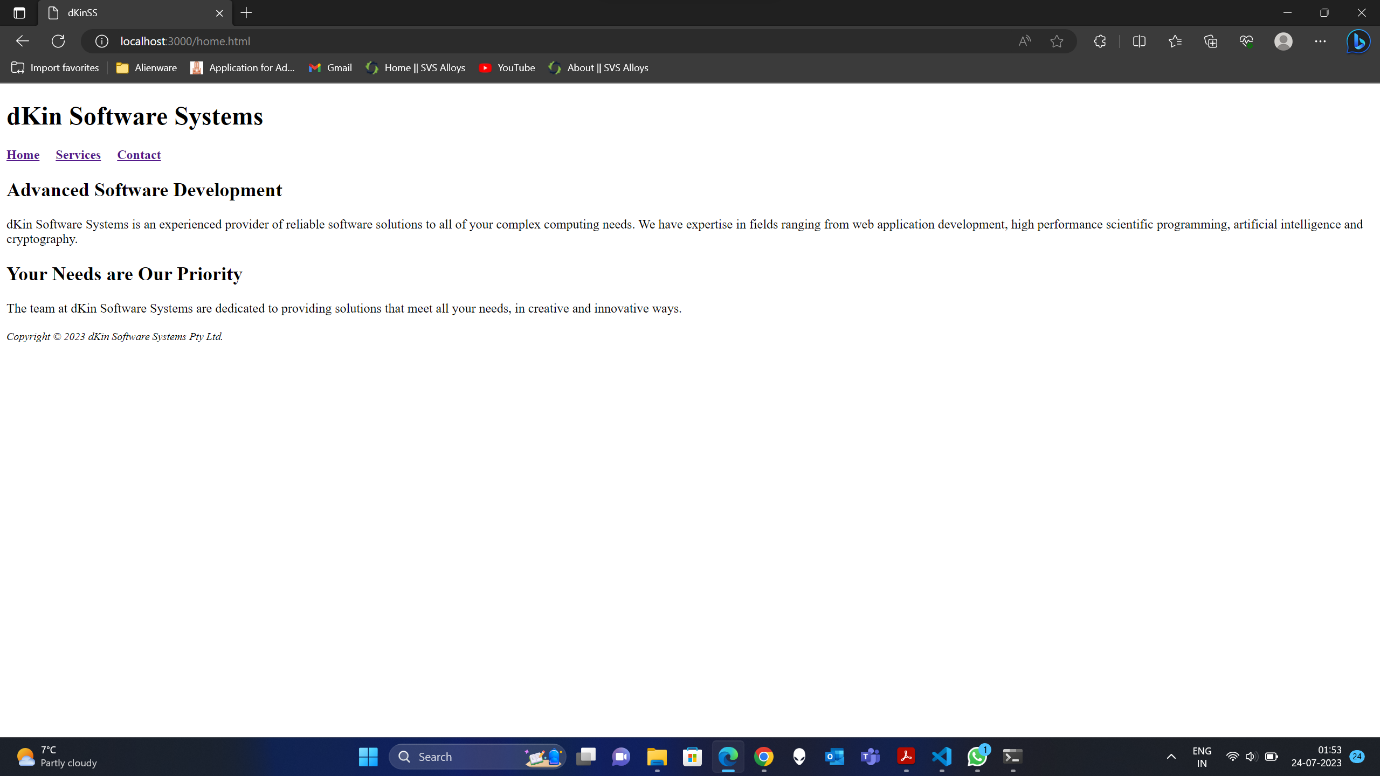 dKinSS
localhost:3000/home.html
Import favorites Alienware Application for Ad... Gmail Home || SVS Alloys YouTube About || SVS Alloys
dKin Software Systems
Home Services Contact
Advanced Software Development
dKin Software Systems is an experienced provider of reliable software solutions to all of your complex computing needs. We have expertise in fields ranging from web application development, high performance scientific programming, artificial intelligence and
cryptography.
Your Needs are Our Priority
The team at dKin Software Systems are dedicated to providing solutions that meet all your needs, in creative and innovative ways.
Copyright © 2023 dKin Software Systems Pty Ltd.
7°C
Partly cloudy
Search
1
ENG
IN
01:53
24-07-2023
24